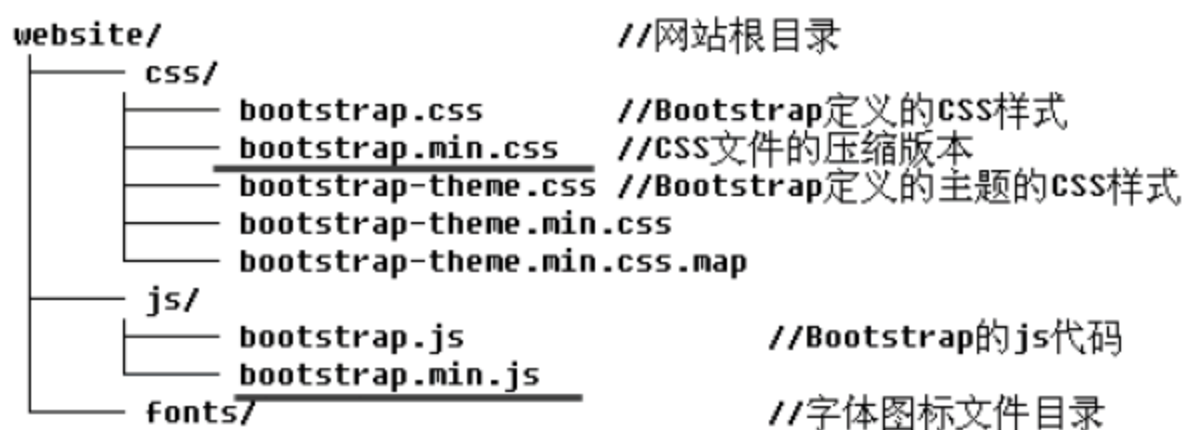 website/ //网站根目录
css/
bootstrap.css //Bootstrap定义的CSS样式
bootstrap.min.css //CSS文件的压缩版本
bootstrap-theme.css //Bootstrap定义的主题的CSS样式
bootstrap-theme.min.css
bootstrap-theme.min.css.map
js/
bootstrap.js //Bootstrap的js代码
bootstrap.min.js
fonts/ //字体图标文件目录